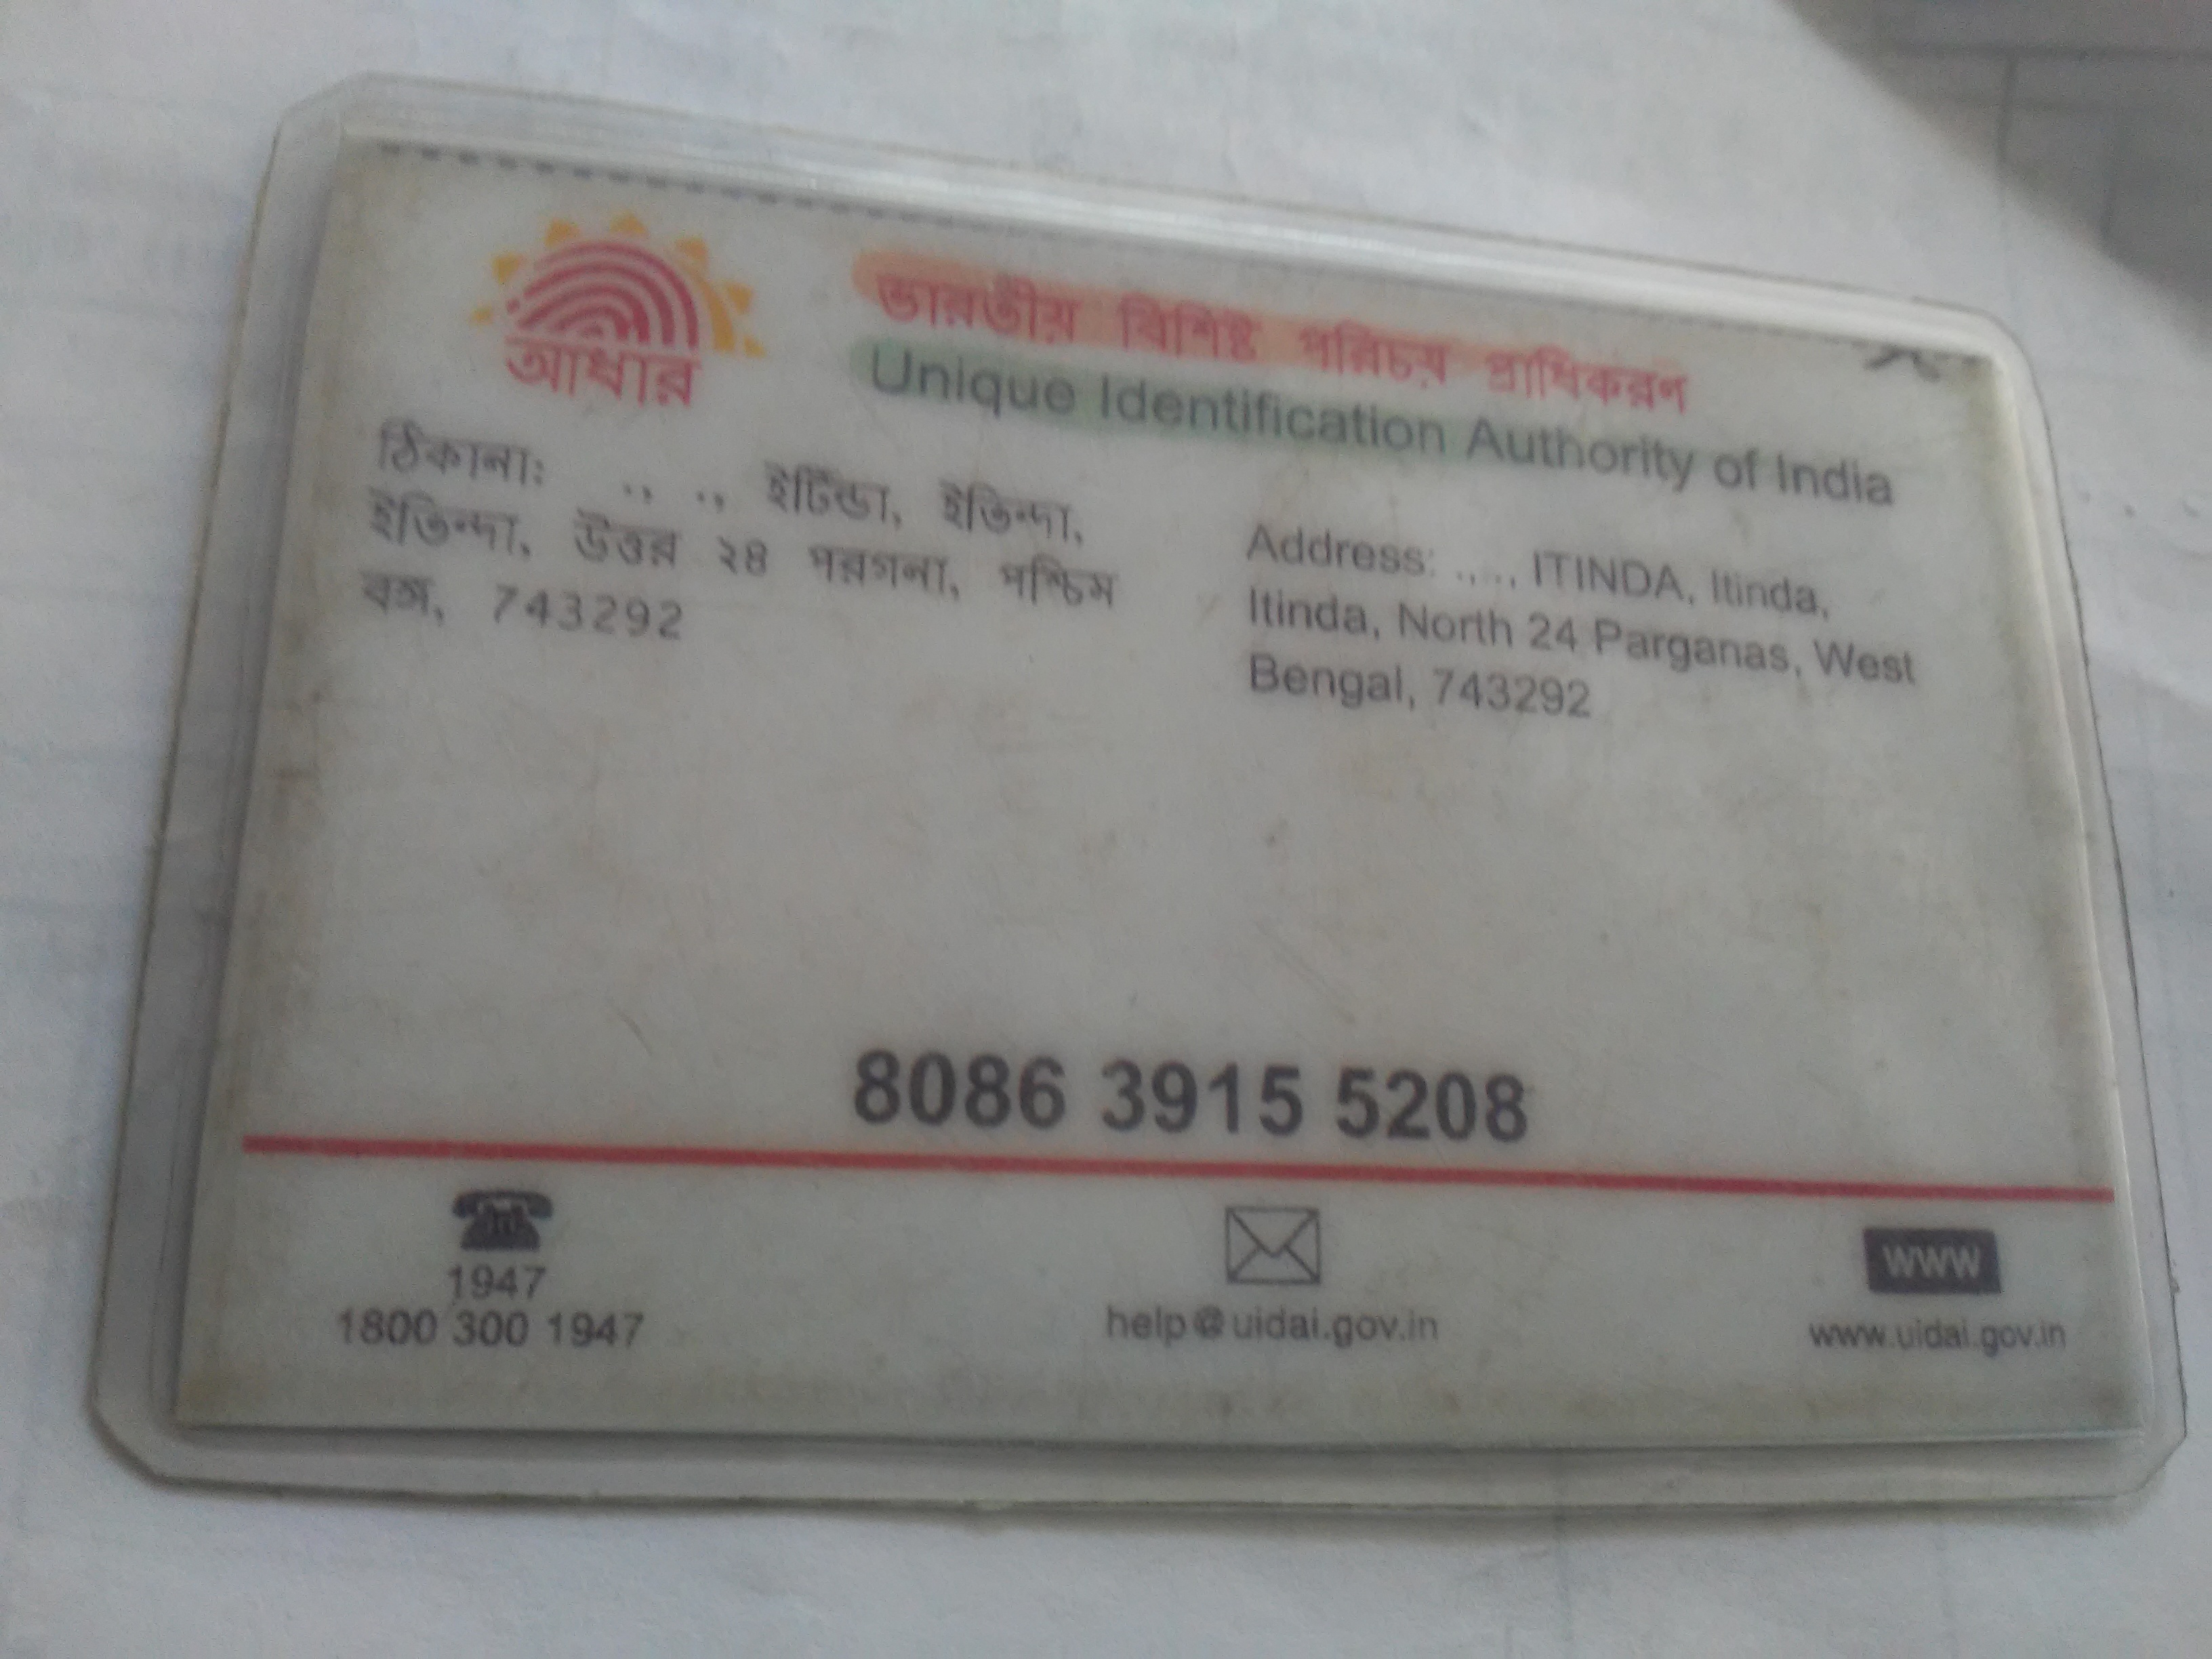 আধার
ভারতীয় বিশিষ্ট পরিচয় প্রাধিকরণ
Unique Identification Authority of India
ঠিকানা: ., ., ইটিন্ডা, ইতিন্দা,
ইতিন্দা, উত্তর ২৪ পরগনা, পশ্চিম
বঙ্গ, 743292
Address: ., ., ITINDA, Itinda,
Itinda, North 24 Parganas, West
Bengal, 743292
8086 3915 5208
1947
1800 300 1947
help@uidai.gov.in
WWW
www.uidai.gov.in